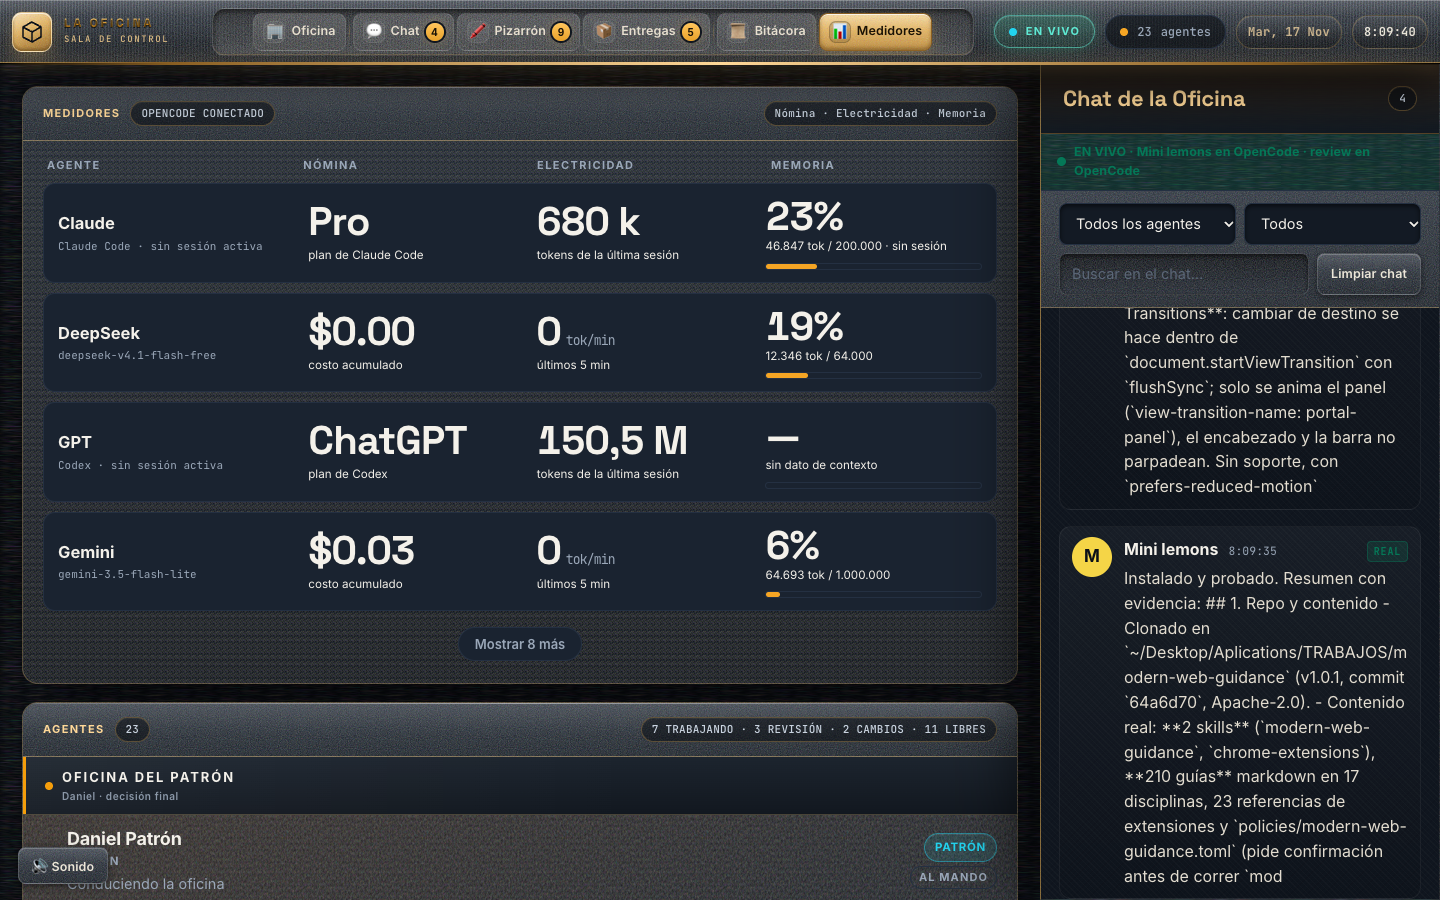 LA OFICINA
SALA DE CONTROL
Oficina
Chat 4
Pizarrón 9
Entregas 5
Bitácora
Medidores
EN VIVO
23 agentes
Mar, 17 Nov
8:09:40
MEDIDORES OPENCODE CONECTADO
Nómina · Electricidad · Memoria
AGENTE NÓMINA ELECTRICIDAD MEMORIA
Claude
Claude Code · sin sesión activa
Pro
plan de Claude Code
680 k
tokens de la última sesión
23%
46.847 tok / 200.000 · sin sesión
DeepSeek
deepseek-v4.1-flash-free
$0.00
costo acumulado
0 tok/min
últimos 5 min
19%
12.346 tok / 64.000
GPT
Codex · sin sesión activa
ChatGPT
plan de Codex
150,5 M
tokens de la última sesión
—
sin dato de contexto
Gemini
gemini-3.5-flash-lite
$0.03
costo acumulado
0 tok/min
últimos 5 min
6%
64.693 tok / 1.000.000
Mostrar 8 más
AGENTES 23
7 TRABAJANDO · 3 REVISIÓN · 2 CAMBIOS · 11 LIBRES
OFICINA DEL PATRÓN
Daniel · decisión final
Daniel Patrón
N
Conduciendo la oficina
PATRÓN
AL MANDO
Sonido
Chat de la Oficina
4
EN VIVO · Mini lemons en OpenCode · review en
OpenCode
Todos los agentes
Todos
Buscar en el chat...
Limpiar chat
Transitions**: cambiar de destino se
hace dentro de
`document.startViewTransition` con
`flushSync`; solo se anima el panel
(`view-transition-name: portal-
panel`), el encabezado y la barra no
parpadean. Sin soporte, con
`prefers-reduced-motion`
M
Mini lemons 8:09:35
REAL
Instalado y probado. Resumen con
evidencia: ## 1. Repo y contenido -
Clonado en
`~/Desktop/Aplications/TRABAJOS/m
odern-web-guidance` (v1.0.1, commit
`64a6d70`, Apache-2.0). - Contenido
real: **2 skills** (`modern-web-
guidance`, `chrome-extensions`),
**210 guías** markdown en 17
disciplinas, 23 referencias de
extensiones y `policies/modern-web-
guidance.toml` (pide confirmación
antes de correr `mod